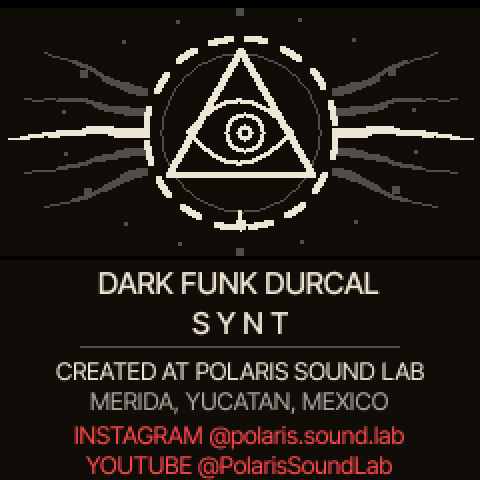 DARK FUNK DURCAL
SYNT
CREATED AT POLARIS SOUND LAB
MERIDA, YUCATAN, MEXICO
INSTAGRAM @polaris.sound.lab
YOUTUBE @PolarisSoundLab